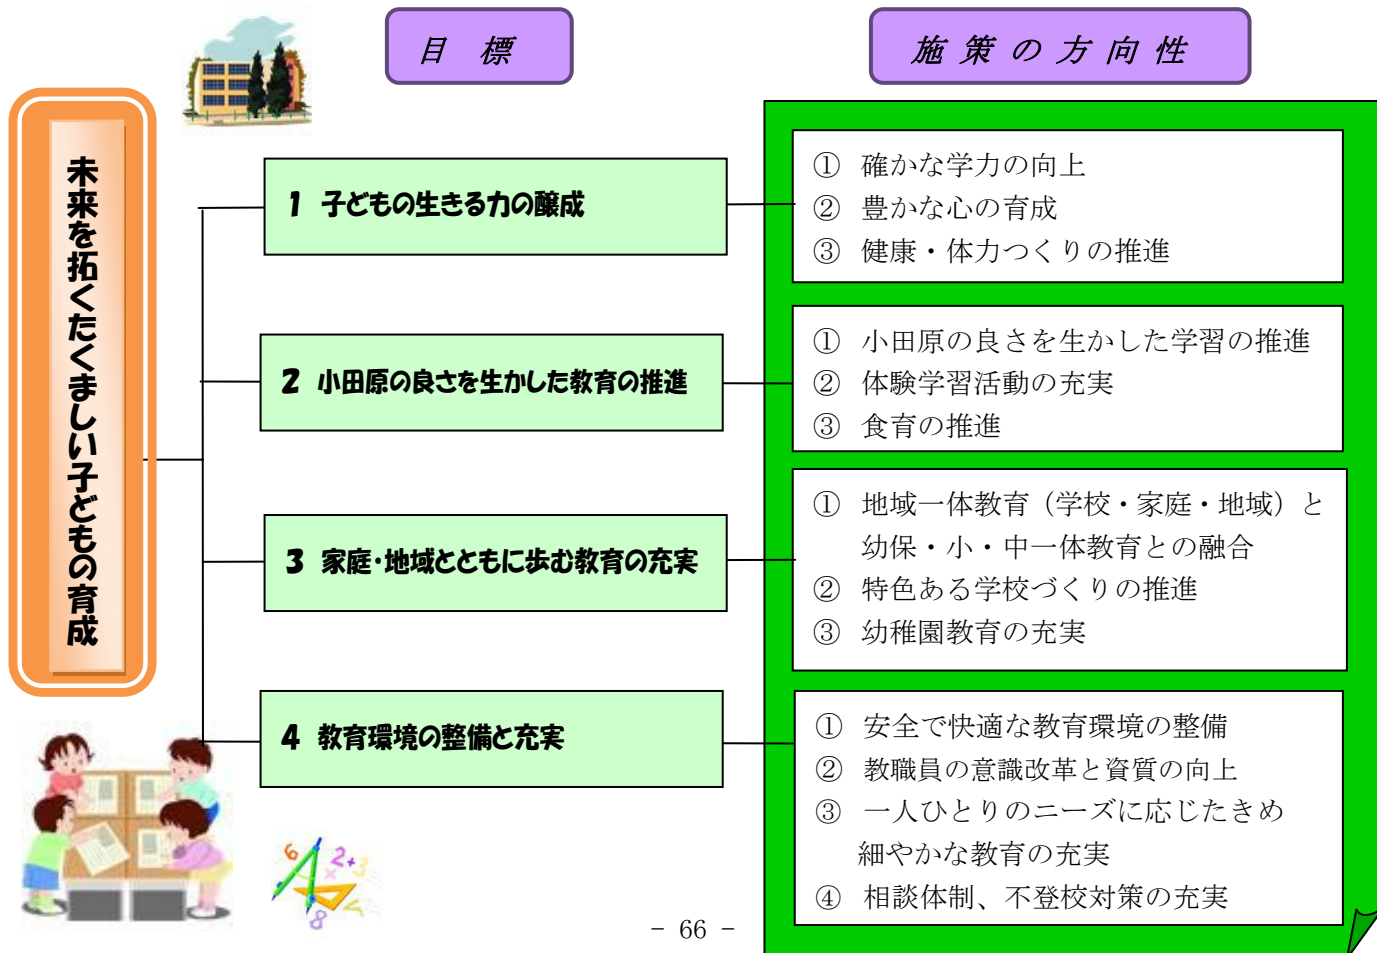 目 標
施 策 の 方 向 性
未来を拓くたくましい子どもの育成
1 子どもの生きる力の醸成
① 確かな学力の向上
② 豊かな心の育成
③ 健康・体力つくりの推進
2 小田原の良さを生かした教育の推進
① 小田原の良さを生かした学習の推進
② 体験学習活動の充実
③ 食育の推進
3 家庭・地域とともに歩む教育の充実
① 地域一体教育（学校・家庭・地域）と
幼保・小・中一体教育との融合
② 特色ある学校づくりの推進
③ 幼稚園教育の充実
4 教育環境の整備と充実
① 安全で快適な教育環境の整備
② 教職員の意識改革と資質の向上
③ 一人ひとりのニーズに応じたきめ
細やかな教育の充実
④ 相談体制、不登校対策の充実
- 66 -